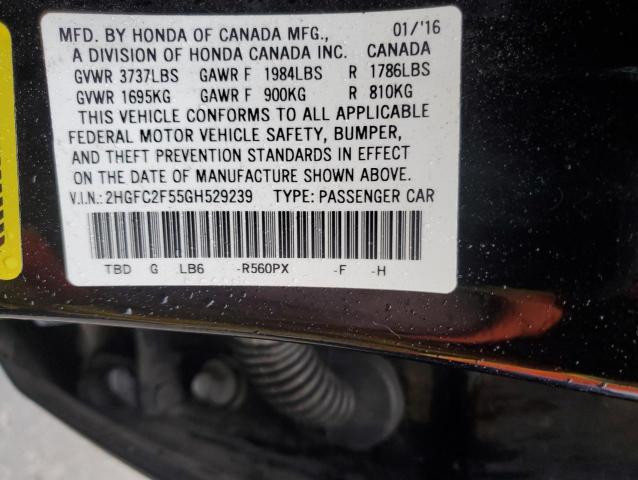 MFD. BY HONDA OF CANADA MFG., 01/'16
A DIVISION OF HONDA CANADA INC. CANADA
GVWR 3737LBS GAWR F 1984LBS R 1786LBS
GVWR 1695KG GAWR F 900KG R 810KG
THIS VEHICLE CONFORMS TO ALL APPLICABLE
FEDERAL MOTOR VEHICLE SAFETY, BUMPER,
AND THEFT PREVENTION STANDARDS IN EFFECT
ON THE DATE OF MANUFACTURE SHOWN ABOVE.
V.I.N.: 2HGFC2F55GH529239 TYPE: PASSENGER CAR
TBD G LB6 -R560PX -F -H